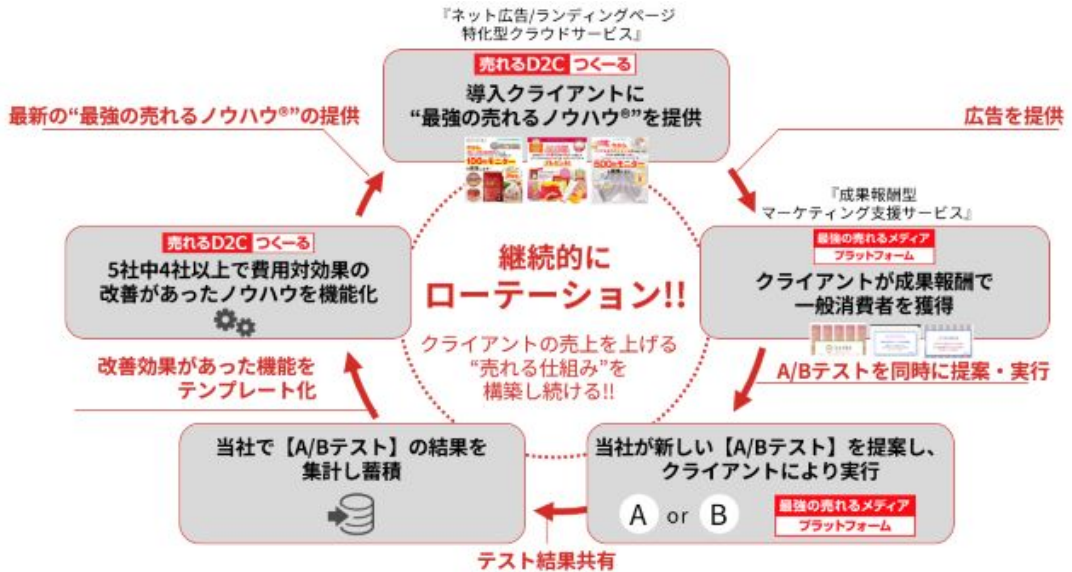 『ネット広告/ランディングページ
特化型クラウドサービス』
売れるD2C つくーる
導入クライアントに
“最強の売れるノウハウ®”を提供
最新の“最強の売れるノウハウ®”の提供
広告を提供
『成果報酬型
マーケティング支援サービス』
最強の売れるメディア
プラットフォーム
クライアントが成果報酬で
一般消費者を獲得
売れるD2C つくーる
5社中4社以上で費用対効果の
改善があったノウハウを機能化
継続的に
ローテーション!!
クライアントの売上を上げる
“売れる仕組み”を
構築し続ける!!
A/Bテストを同時に提案・実行
改善効果があった機能を
テンプレート化
当社で【A/Bテスト】の結果を
集計し蓄積
当社が新しい【A/Bテスト】を提案し、
クライアントにより実行
A or B
最強の売れるメディア
プラットフォーム
テスト結果共有